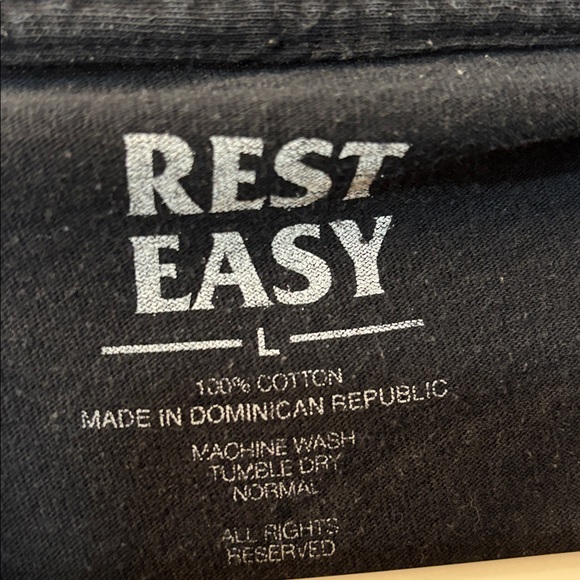 REST
EASY
L
100% COTTON
MADE IN DOMINICAN REPUBLIC
MACHINE WASH
TUMBLE DRY
NORMAL
ALL RIGHTS
RESERVED